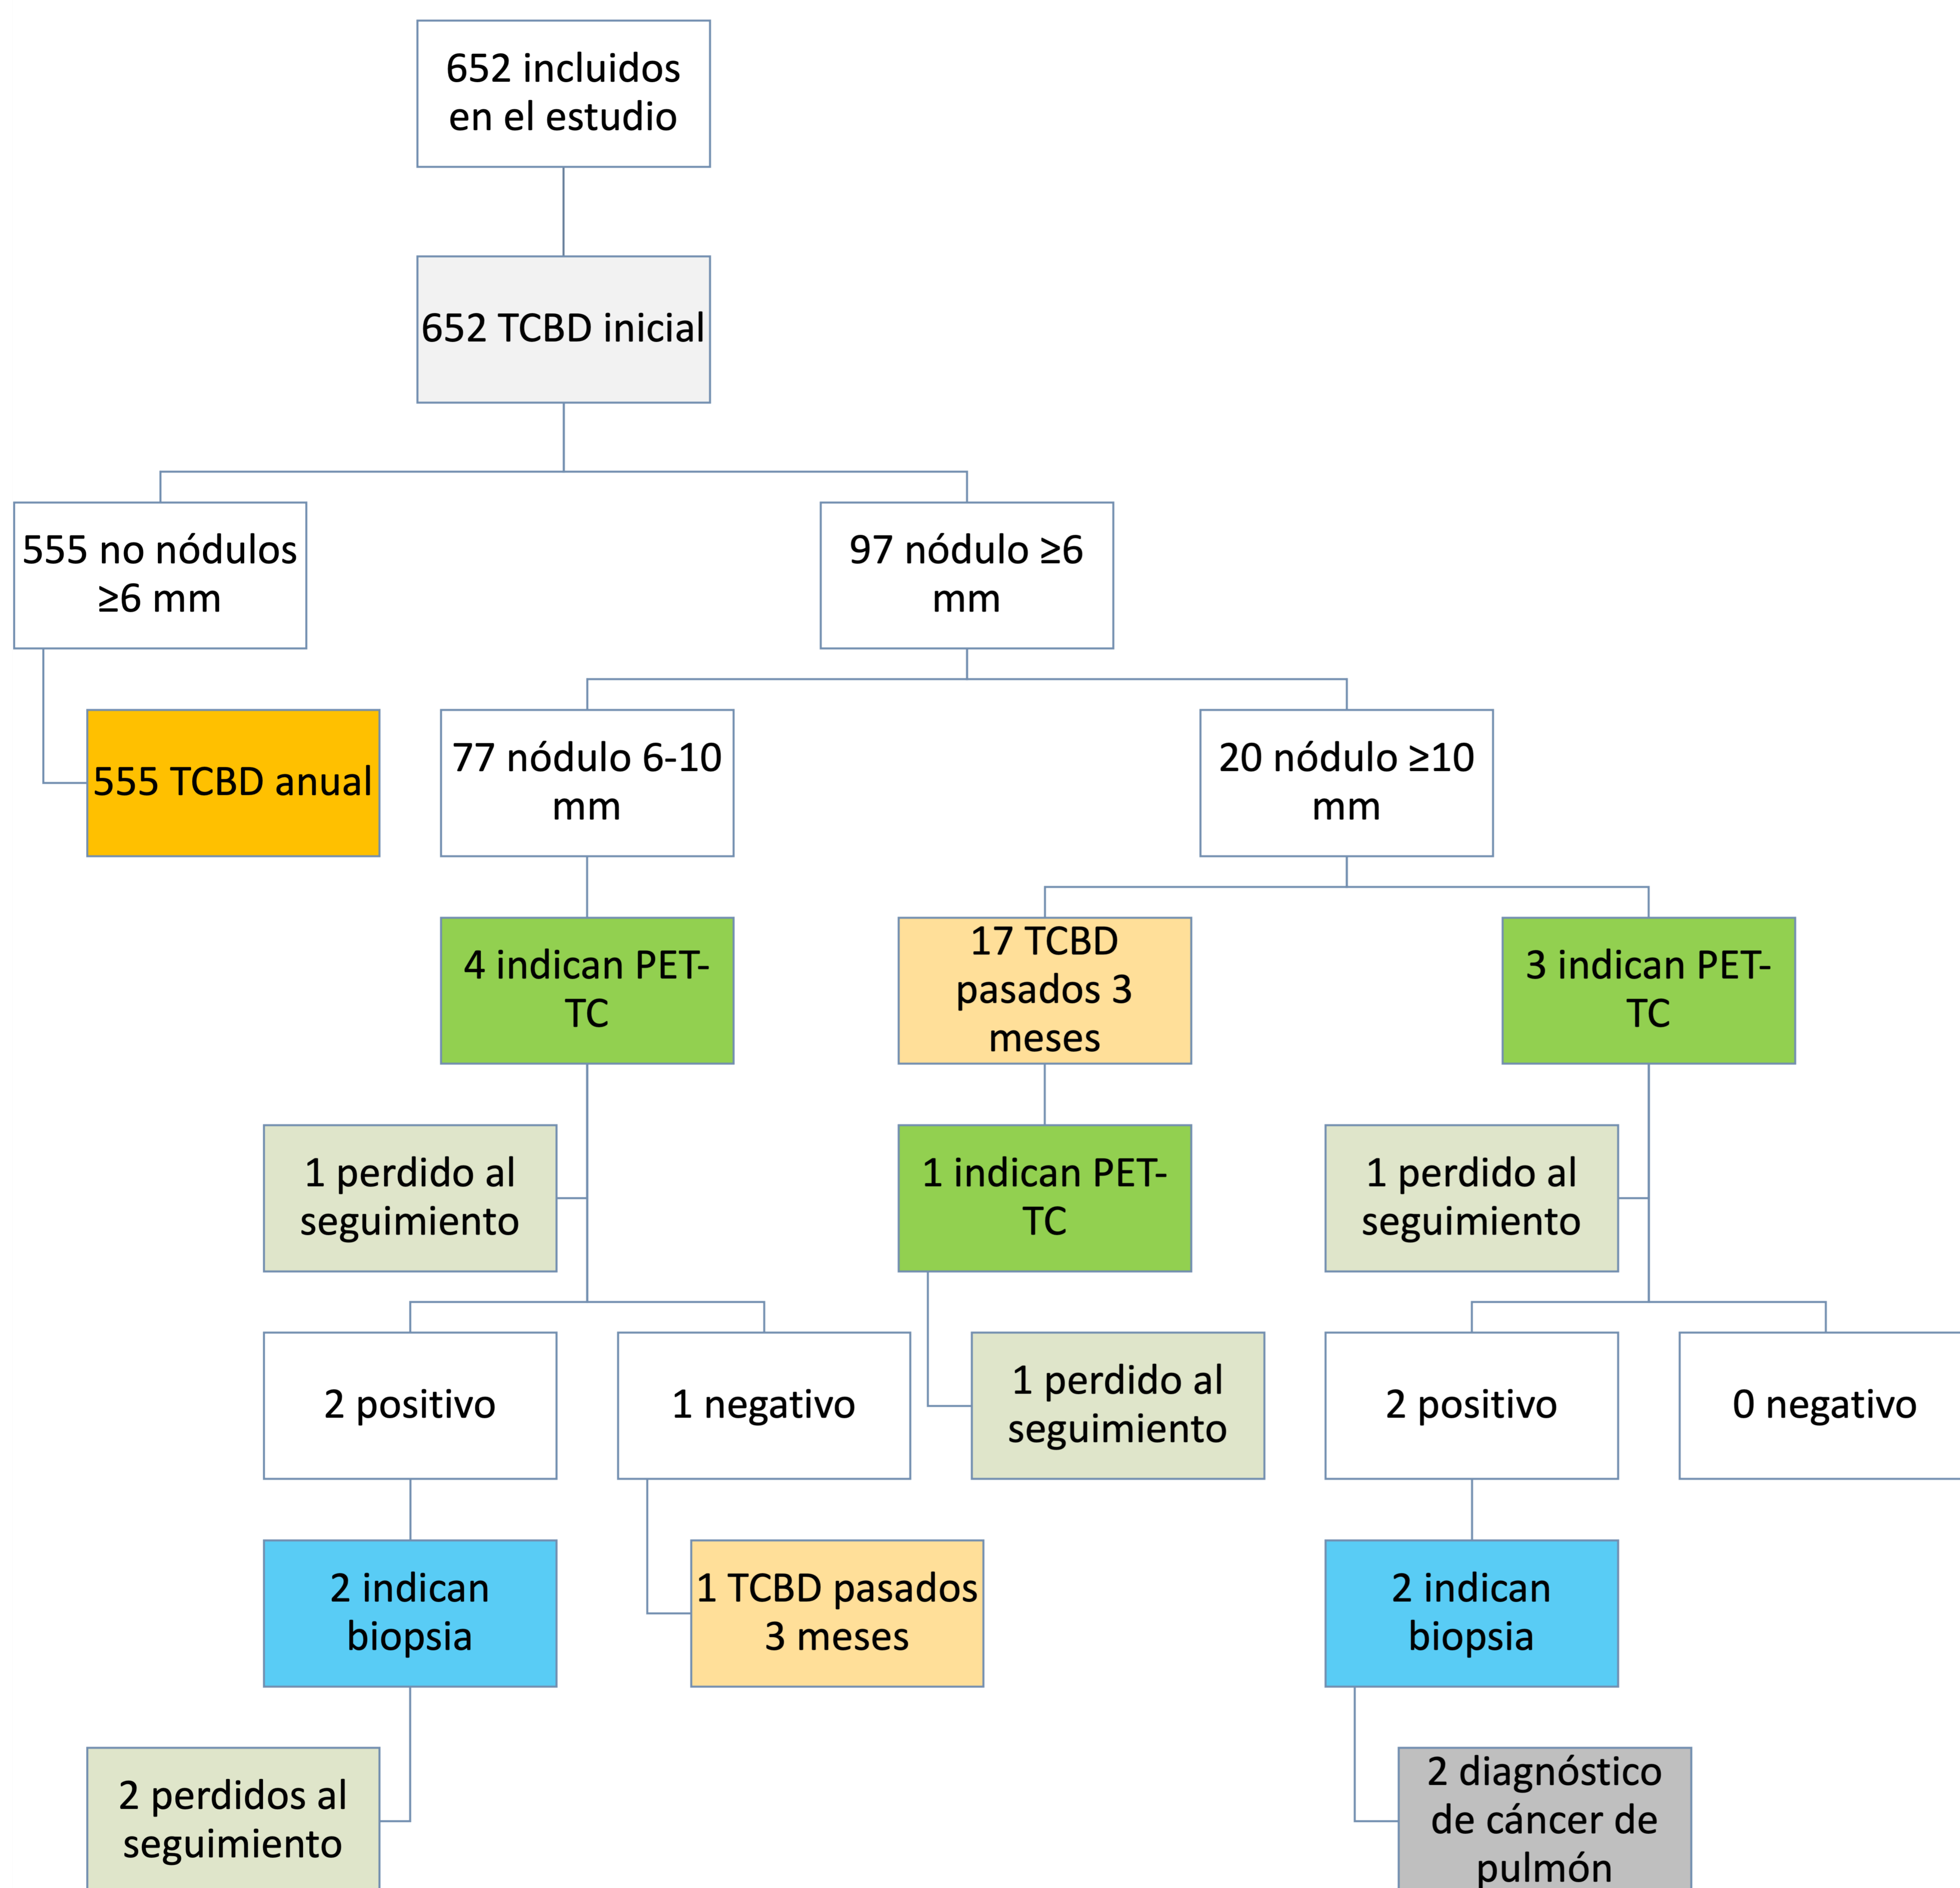 652 incluidos
en el estudio
652 TCBD inicial
555 no nódulos
≥6 mm
97 nódulo ≥6
mm
555 TCBD anual
77 nódulo 6-10
mm
20 nódulo ≥10
mm
4 indican PET-
TC
17 TCBD
pasados 3
meses
3 indican PET-
TC
1 perdido al
seguimiento
1 indican PET-
TC
1 perdido al
seguimiento
2 positivo
1 negativo
1 perdido al
seguimiento
2 positivo
0 negativo
2 indican
biopsia
1 TCBD pasados
3 meses
2 indican
biopsia
2 perdidos al
seguimiento
2 diagnóstico
de cáncer de
pulmón